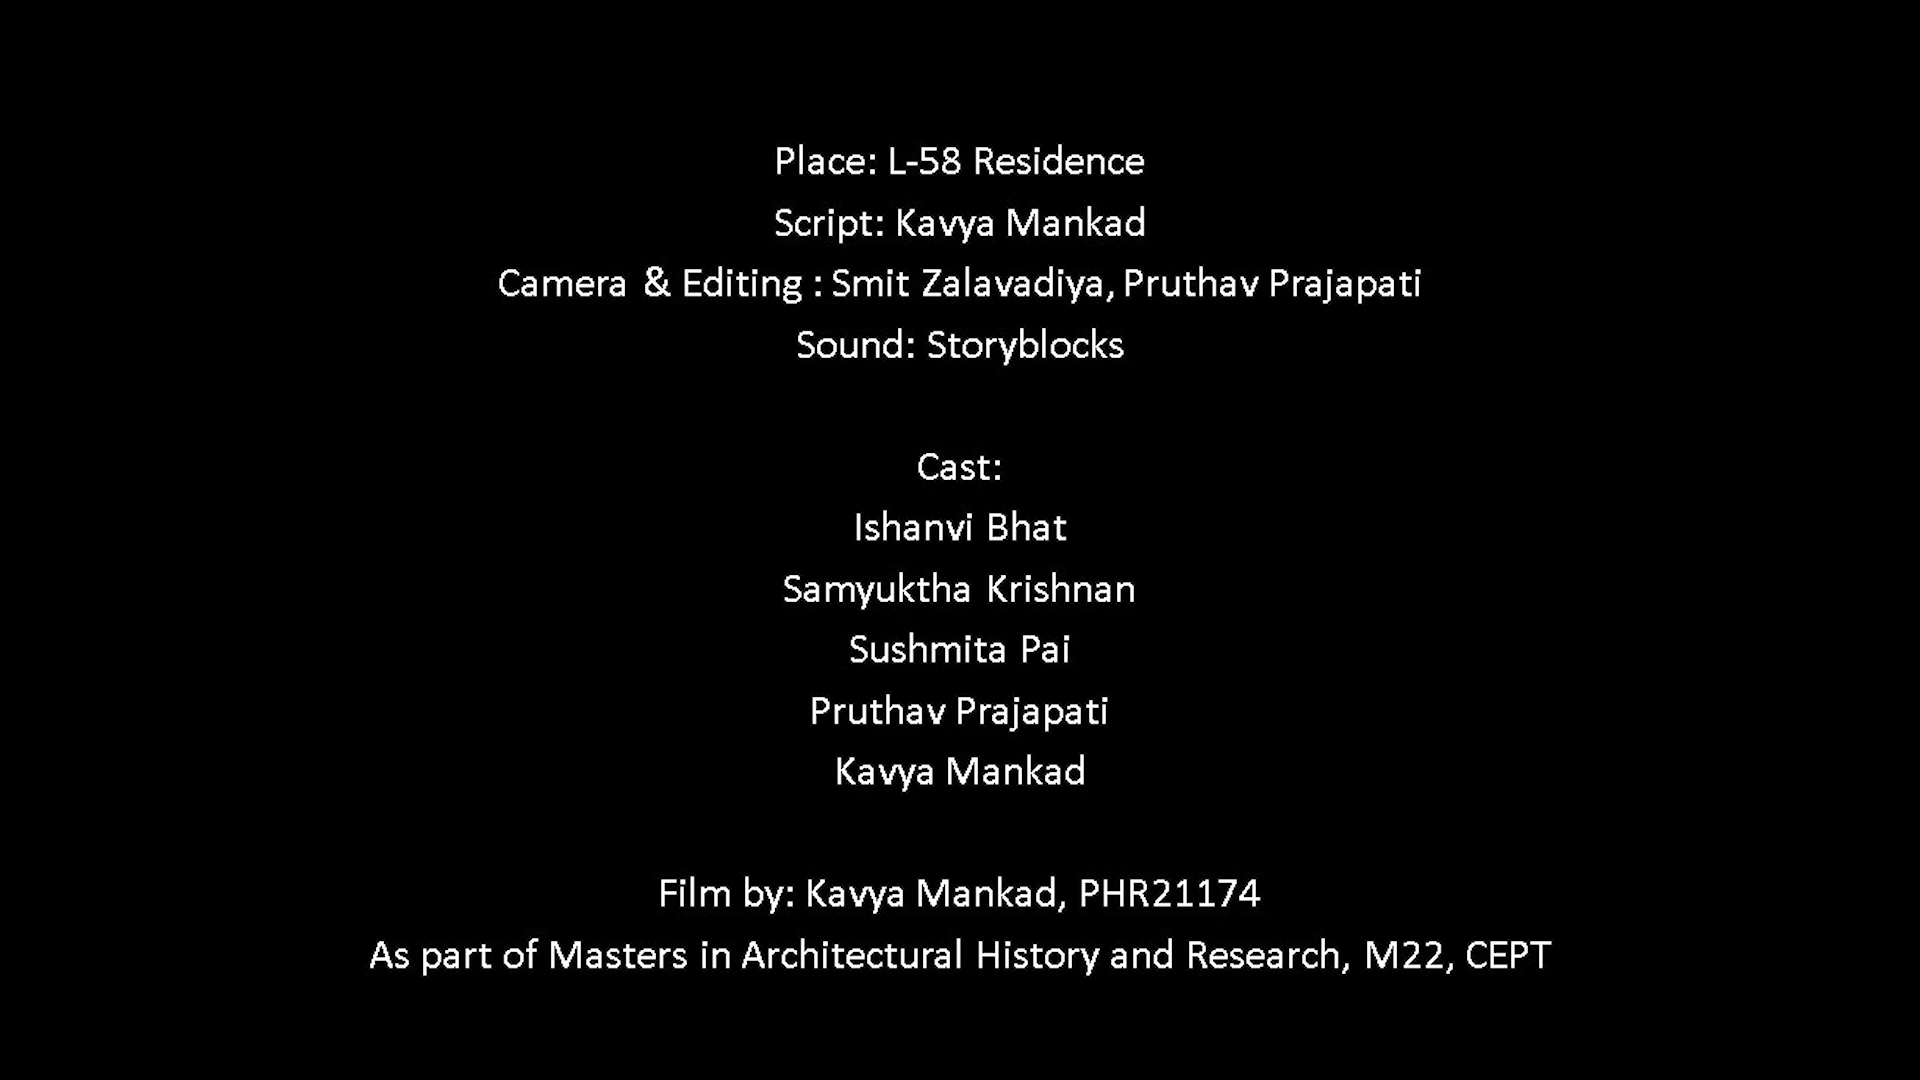 Place: L-58 Residence
Script: Kavya Mankad
Camera & Editing : Smit Zalavadiya, Pruthav Prajapati
Sound: Storyblocks
Cast:
Ishanvi Bhat
Samyuktha Krishnan
Sushmita Pai
Pruthav Prajapati
Kavya Mankad
Film by: Kavya Mankad, PHR21174
As part of Masters in Architectural History and Research, M22, CEPT